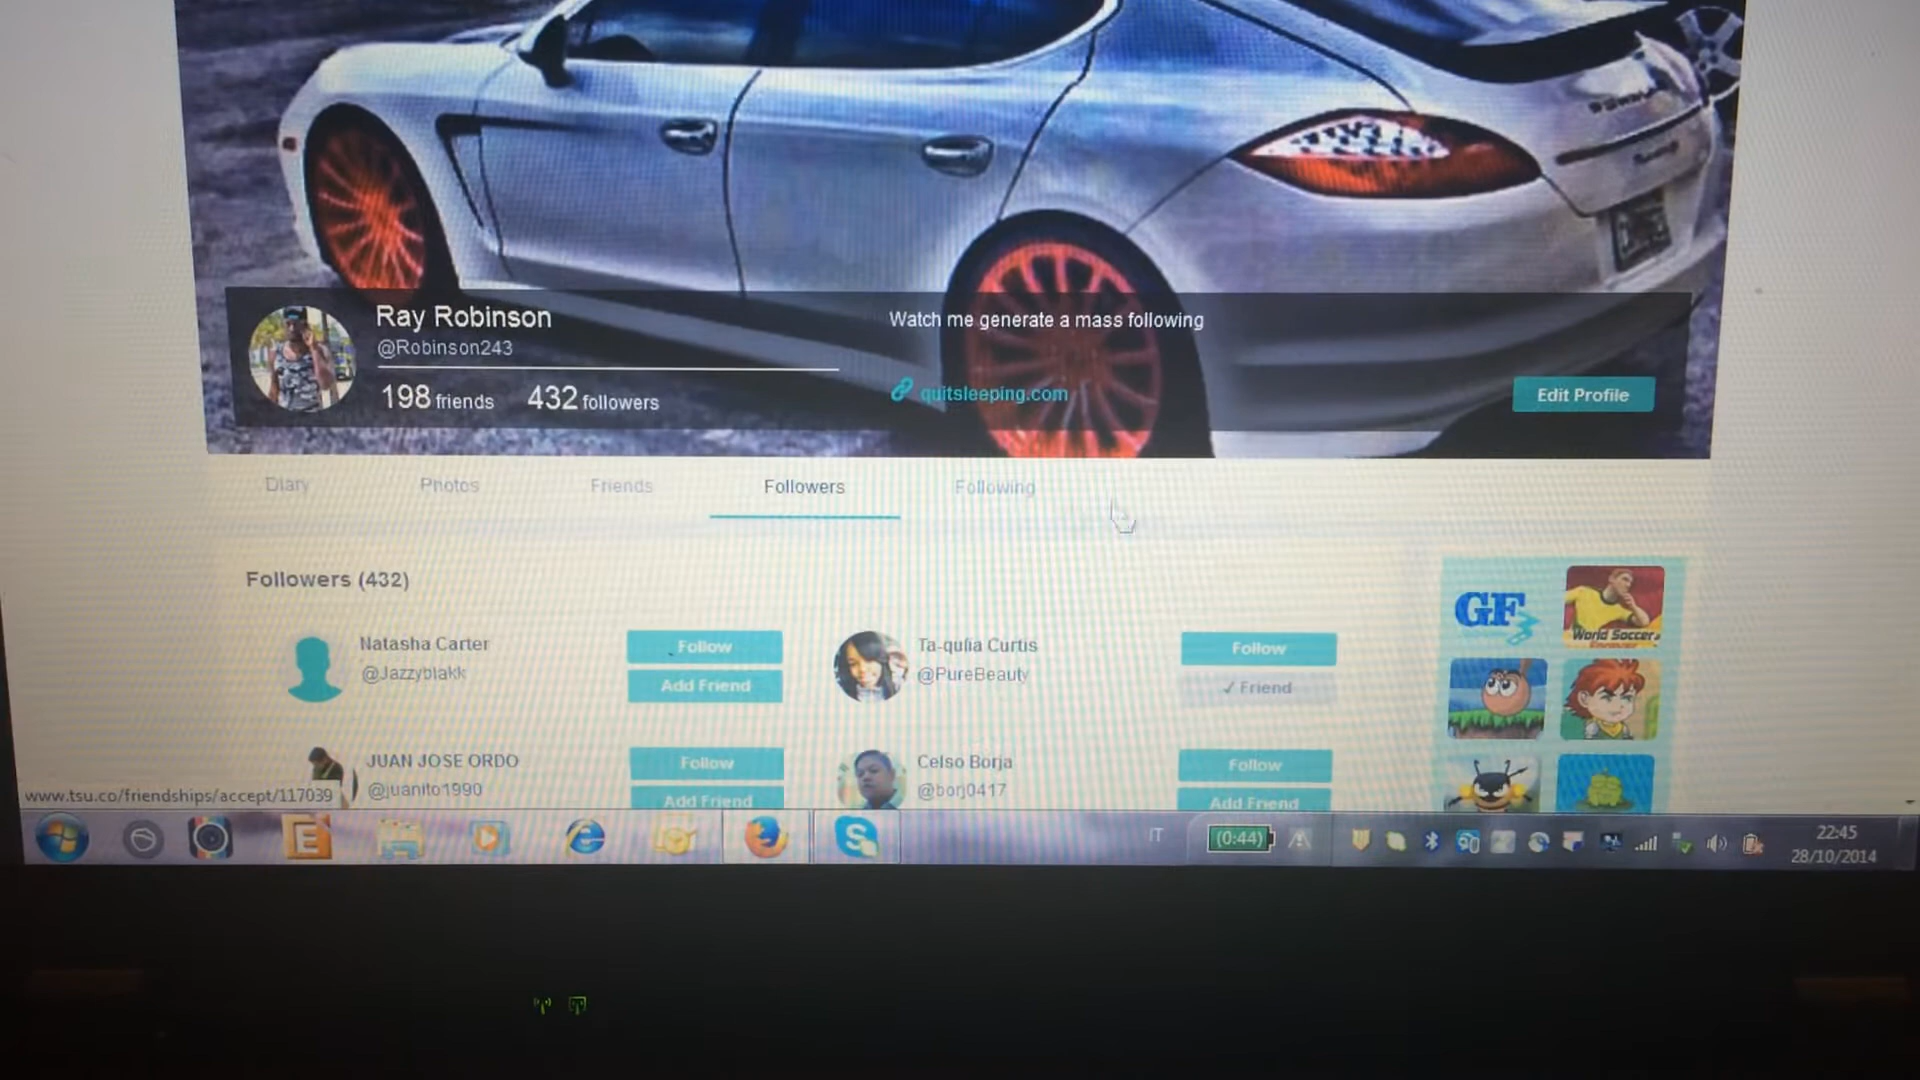 Ray Robinson
@Robinson243
198 friends 432 followers
Watch me generate a mass following
quitsleeping.com
Edit Profile
Diary Photos Friends Followers Following
Followers (432)
Natasha Carter
@Jazzyblakk
Follow
Add Friend
Ta-qulia Curtis
@PureBeauty
Follow
✓ Friend
JUAN JOSE ORDO
@juanito1990
Follow
Add Friend
Celso Borja
@borj0417
Follow
Add Friend
GF
World Soccer
www.tsu.co/friendships/accept/117039
IT
(0:44)
22:45
28/10/2014